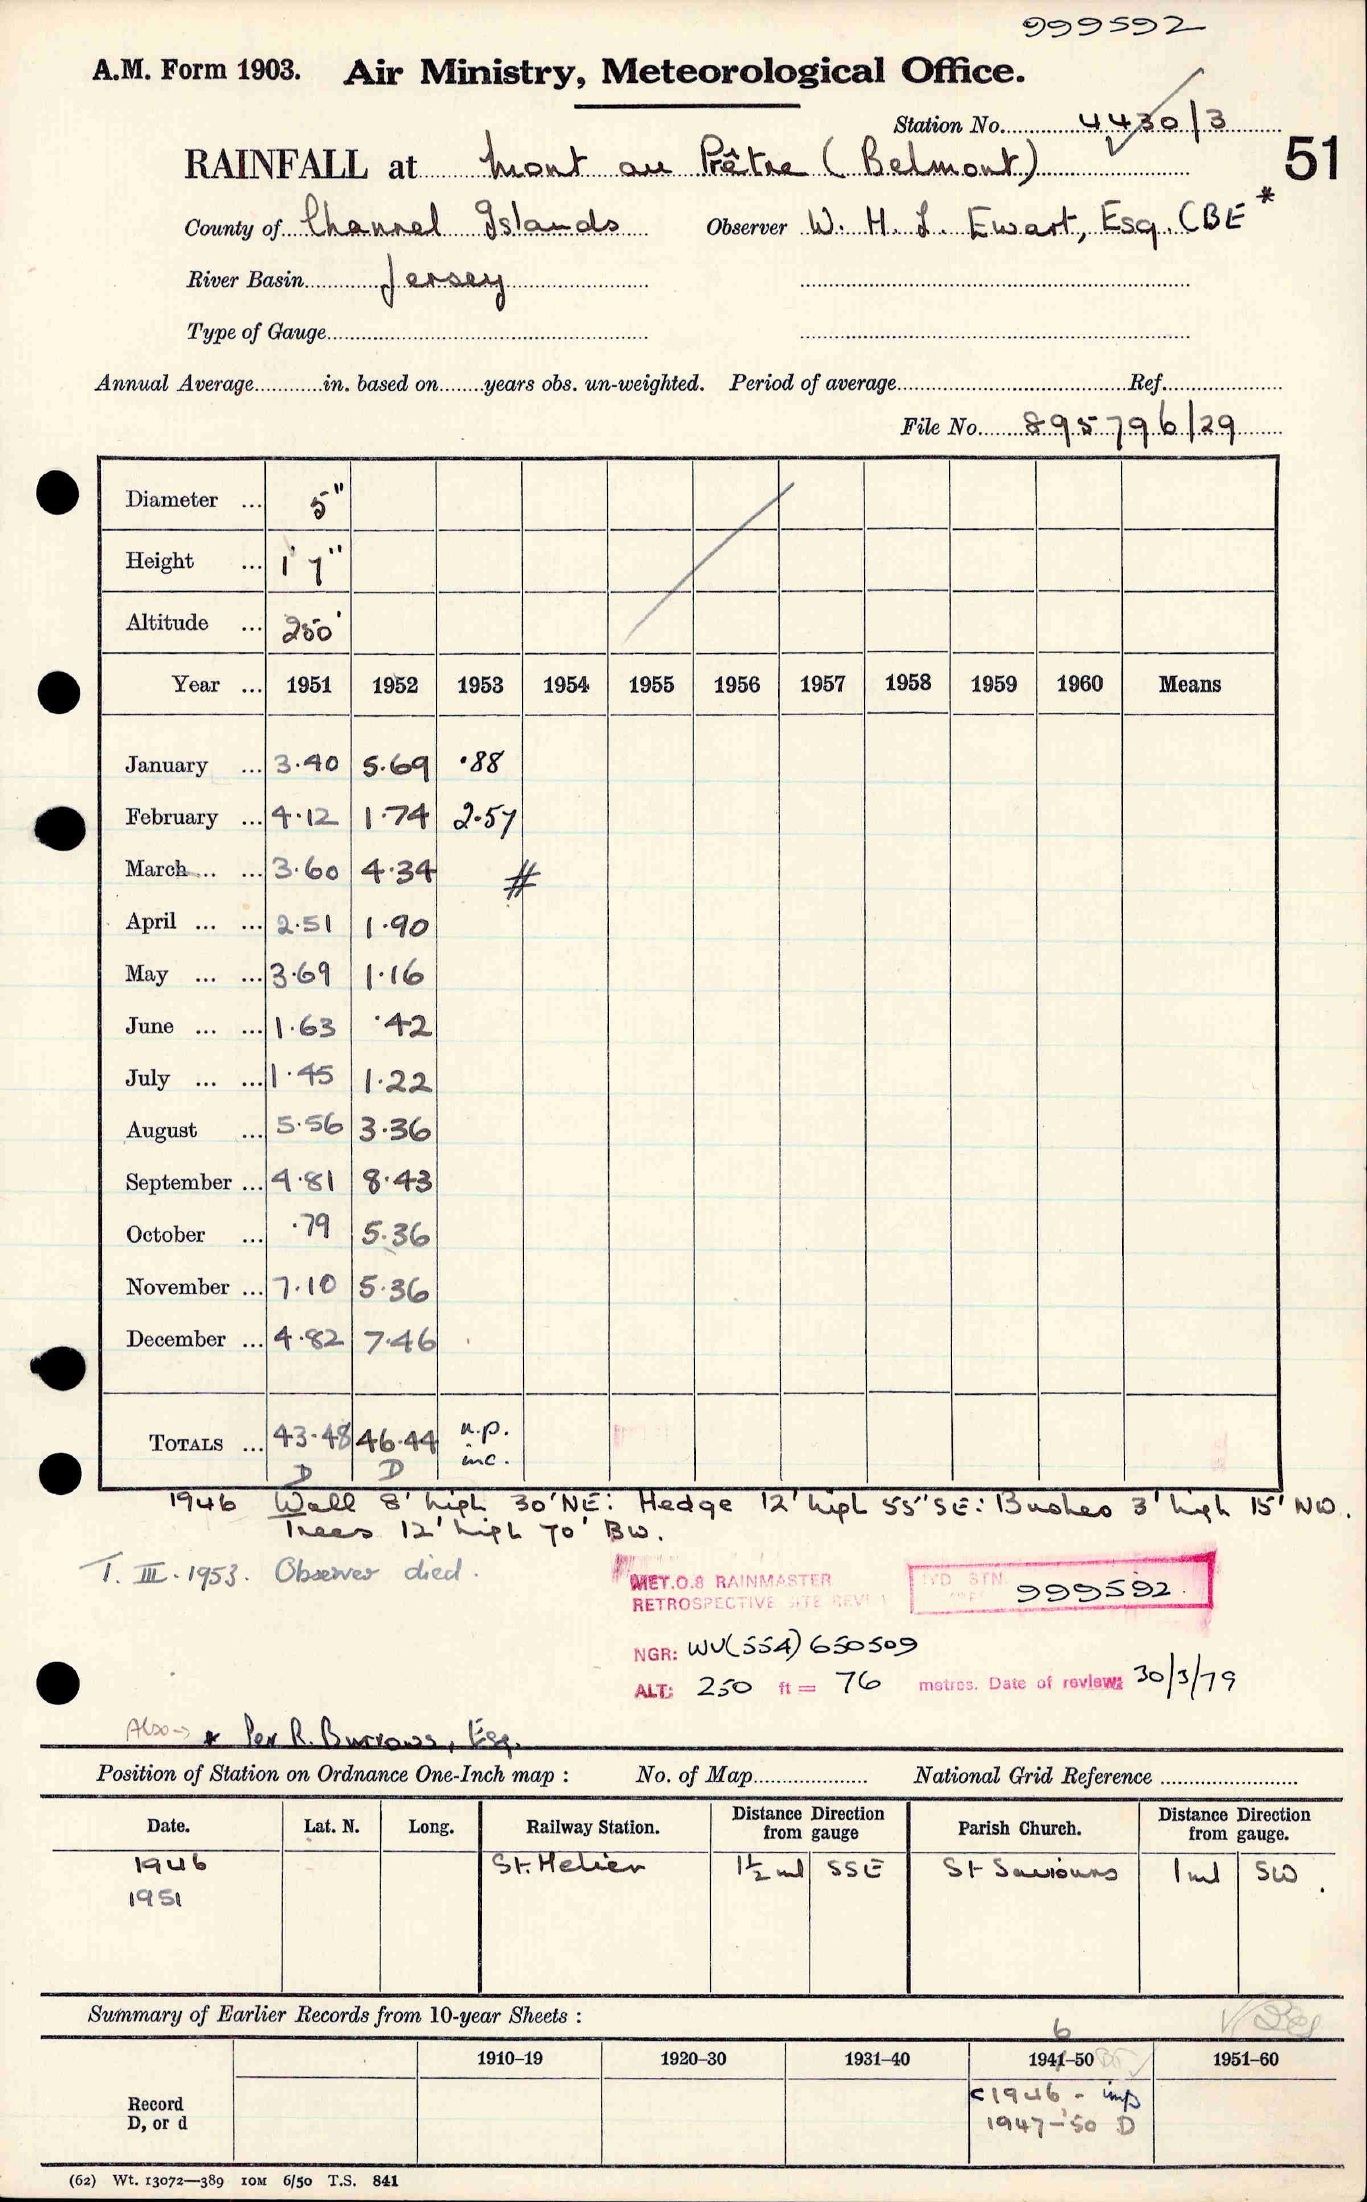 999592
A.M. Form 1903. Air Ministry, Meteorological Office.
Station No. 4430/3
RAINFALL at Mont au Prêtre (Belmont) 51
County of Channel Islands Observer W. H. L. Ewart, Esq. CBE *
River Basin Jersey
Type of Gauge
Annual Average in. based on years obs. un-weighted. Period of average Ref.
File No. 895796/29
Diameter ... 5"
Height ... 1' 7"
Altitude ... 250'
Year ... 1951 1952 1953 1954 1955 1956 1957 1958 1959 1960 Means
January ... 3.40 5.69 .88
February ... 4.12 1.74 2.57
March ... ... 3.60 4.34 #
April ... ... 2.51 1.90
May ... ... 3.69 1.16
June ... ... 1.63 .42
July ... ... 1.45 1.22
August ... 5.56 3.36
September ... 4.81 8.43
October ... .79 5.36
November ... 7.10 5.36
December ... 4.82 7.46
TOTALS ... 43.48 46.44 n.p. inc.
D D
1946 Wall 8' high 30' NE: Hedge 12' high 55" SE: Bushes 3' high 15' NW.
Trees 12' high 70' BW.
T. III. 1953. Observer died.
MET.O.8 RAINMASTER
RETROSPECTIVE SITE REVI
STN. 999592.
NGR: WV(554) 650509
ALT: 250 ft = 76 metres. Date of review: 30/3/79
Also → * Per R. Burrows, Esq.
Position of Station on Ordnance One-Inch map : No. of Map National Grid Reference
Date. Lat. N. Long. Railway Station. Distance Direction from gauge Parish Church. Distance Direction from gauge.
1946 St. Helier 1½ ml SSE St Saviours 1 ml SW.
1951
Summary of Earlier Records from 10-year Sheets :
6
1910–19 1920–30 1931–40 1941–50 1951–60
Record
D, or d
<1946 - imp
1947-'50 D
(62) Wt. 13072—389 10M 6/50 T.S. 841